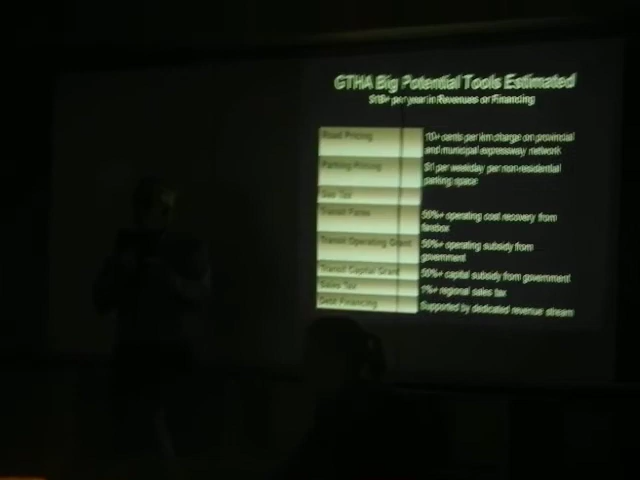 GTHA Big Potential Tools Estimated
$1B+ per year in Revenues or Financing
Road Pricing
10+ cents per km charge on provincial
and municipal expressway network
Parking Pricing
$1 per weekday per non-residential
parking space
Tax
Transit Fares
50%+ operating cost recovery from
farebox
Transit Operating Grant
50%+ operating subsidy from
government
Transit Capital Grant
50%+ capital subsidy from government
Sales Tax
1%+ regional sales tax
Debt Financing
Supported by dedicated revenue stream